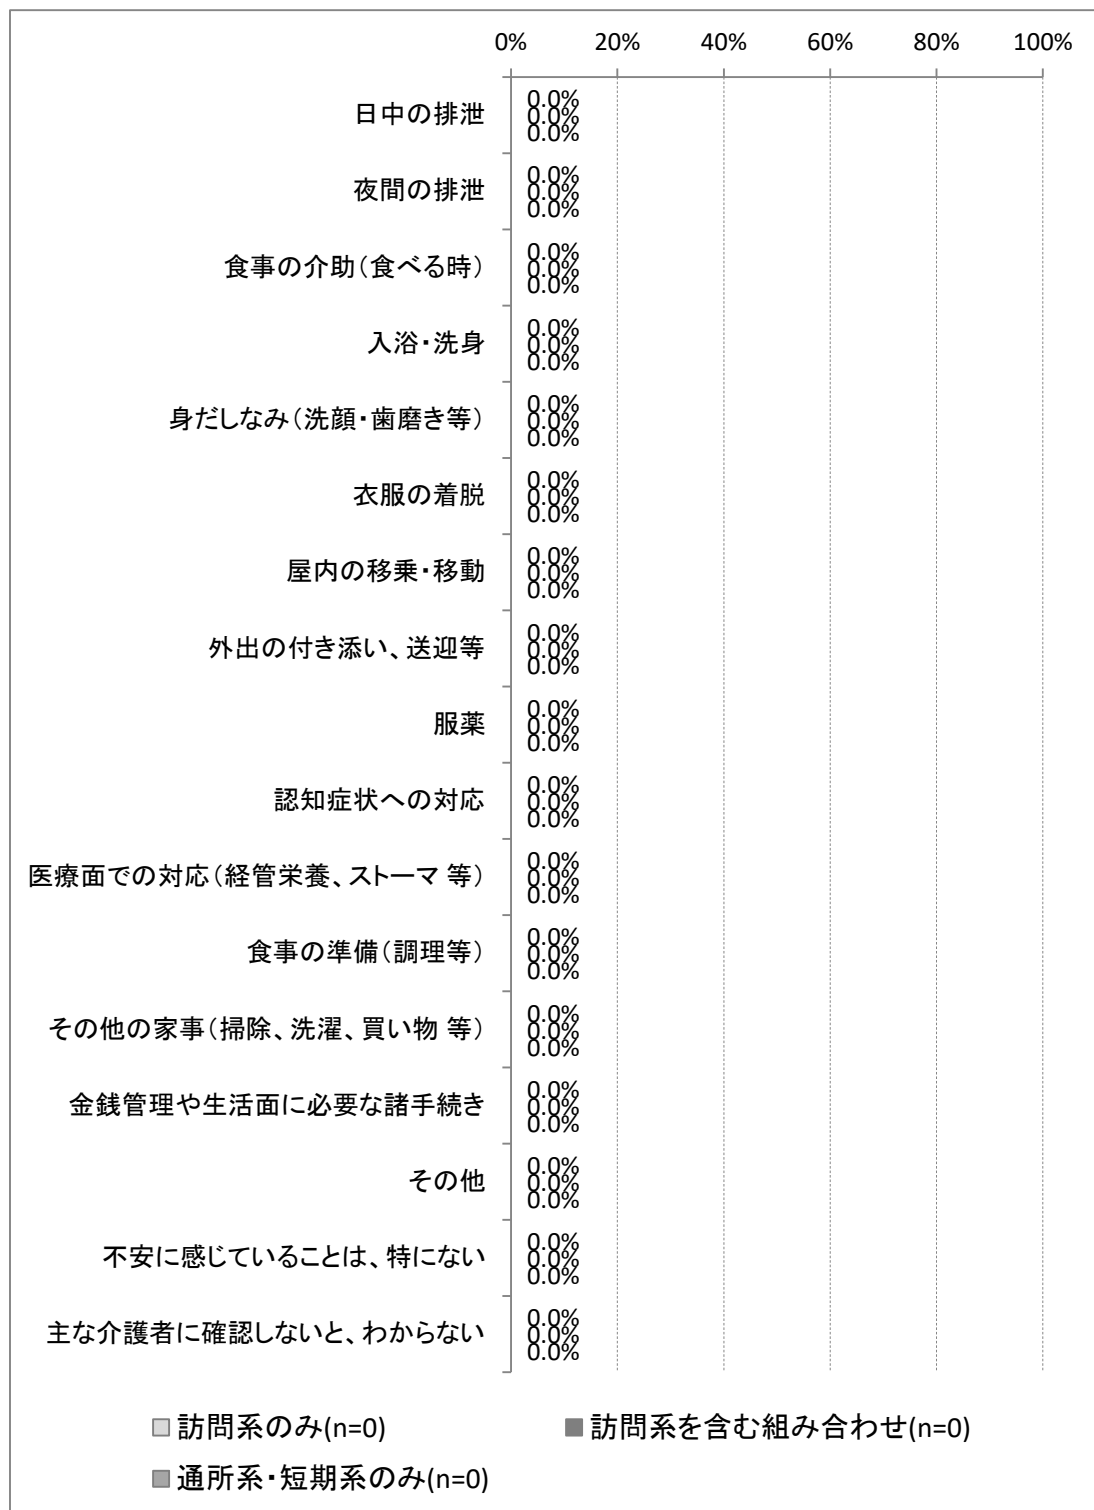 0% 20% 40% 60% 80% 100%
日中の排泄
0.0%
0.0%
0.0%
夜間の排泄
0.0%
0.0%
0.0%
食事の介助(食べる時)
0.0%
0.0%
0.0%
入浴・洗身
0.0%
0.0%
0.0%
身だしなみ(洗顔・歯磨き等)
0.0%
0.0%
0.0%
衣服の着脱
0.0%
0.0%
0.0%
屋内の移乗・移動
0.0%
0.0%
0.0%
外出の付き添い、送迎等
0.0%
0.0%
0.0%
服薬
0.0%
0.0%
0.0%
認知症状への対応
0.0%
0.0%
0.0%
医療面での対応(経管栄養、ストーマ 等)
0.0%
0.0%
0.0%
食事の準備(調理等)
0.0%
0.0%
0.0%
その他の家事(掃除、洗濯、買い物 等)
0.0%
0.0%
0.0%
金銭管理や生活面に必要な諸手続き
0.0%
0.0%
0.0%
その他
0.0%
0.0%
0.0%
不安に感じていることは、特にない
0.0%
0.0%
0.0%
主な介護者に確認しないと、わからない
0.0%
0.0%
0.0%
訪問系のみ(n=0) 訪問系を含む組み合わせ(n=0)
通所系・短期系のみ(n=0)